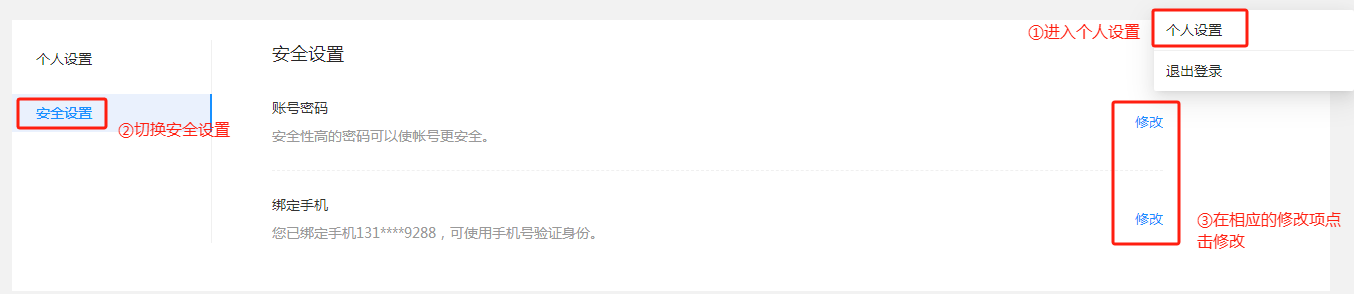 ①进入个人设置
个人设置
退出登录
个人设置
安全设置
②切换安全设置
安全设置
账号密码
安全性高的密码可以使帐号更安全。
修改
绑定手机
您已绑定手机131****9288，可使用手机号验证身份。
修改
③在相应的修改项点
击修改